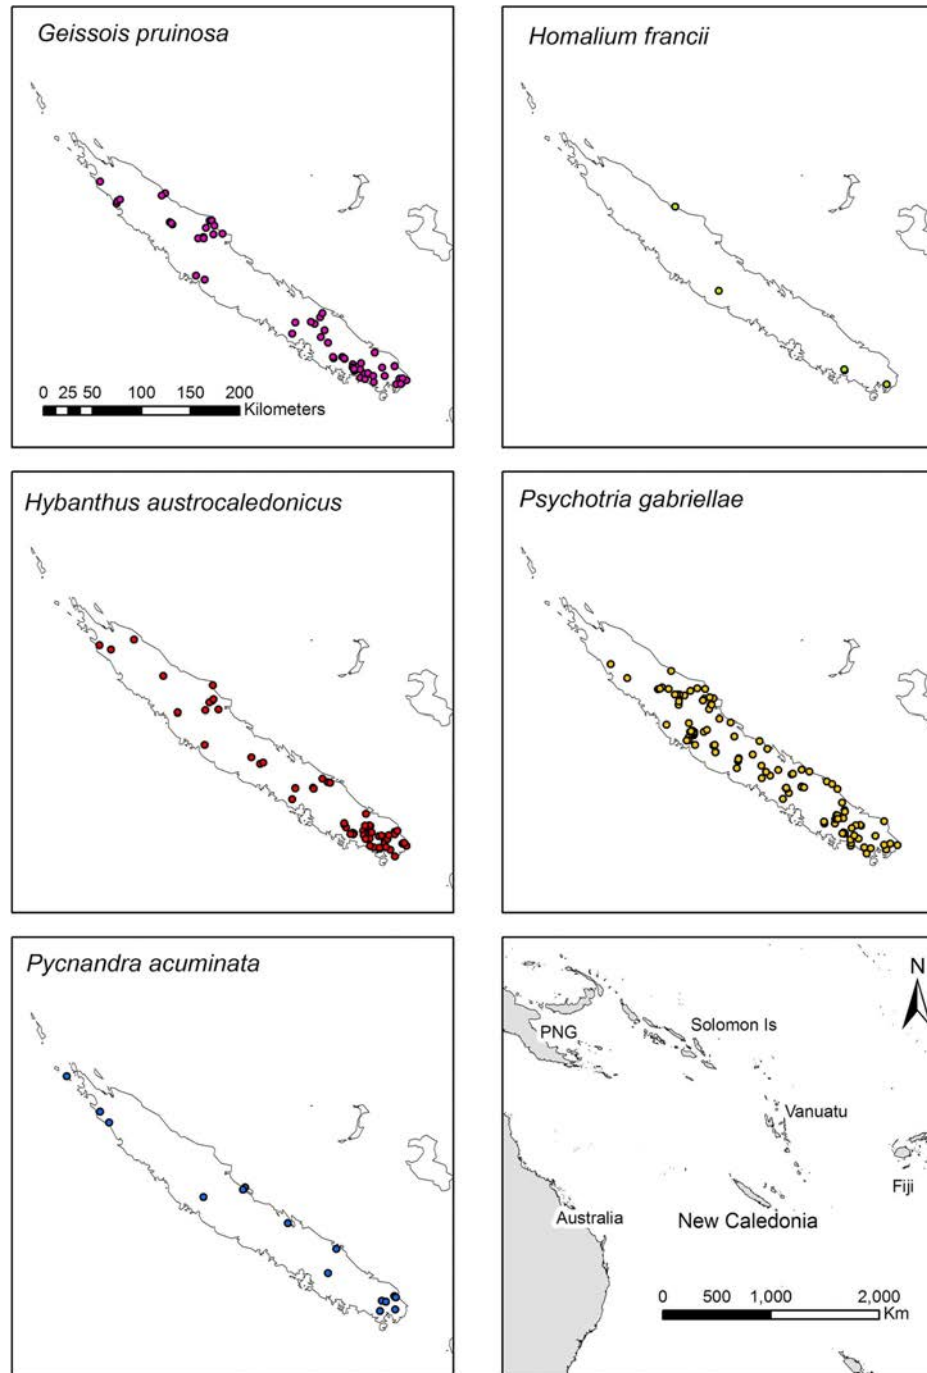 Geissois pruinosa
Homalium francii
0 25 50 100 150 200
Kilometers
Hybanthus austrocaledonicus
Psychotria gabriellae
Pycnandra acuminata
N
PNG
Solomon Is
Vanuatu
Fiji
Australia
New Caledonia
0 500 1,000 2,000
Km